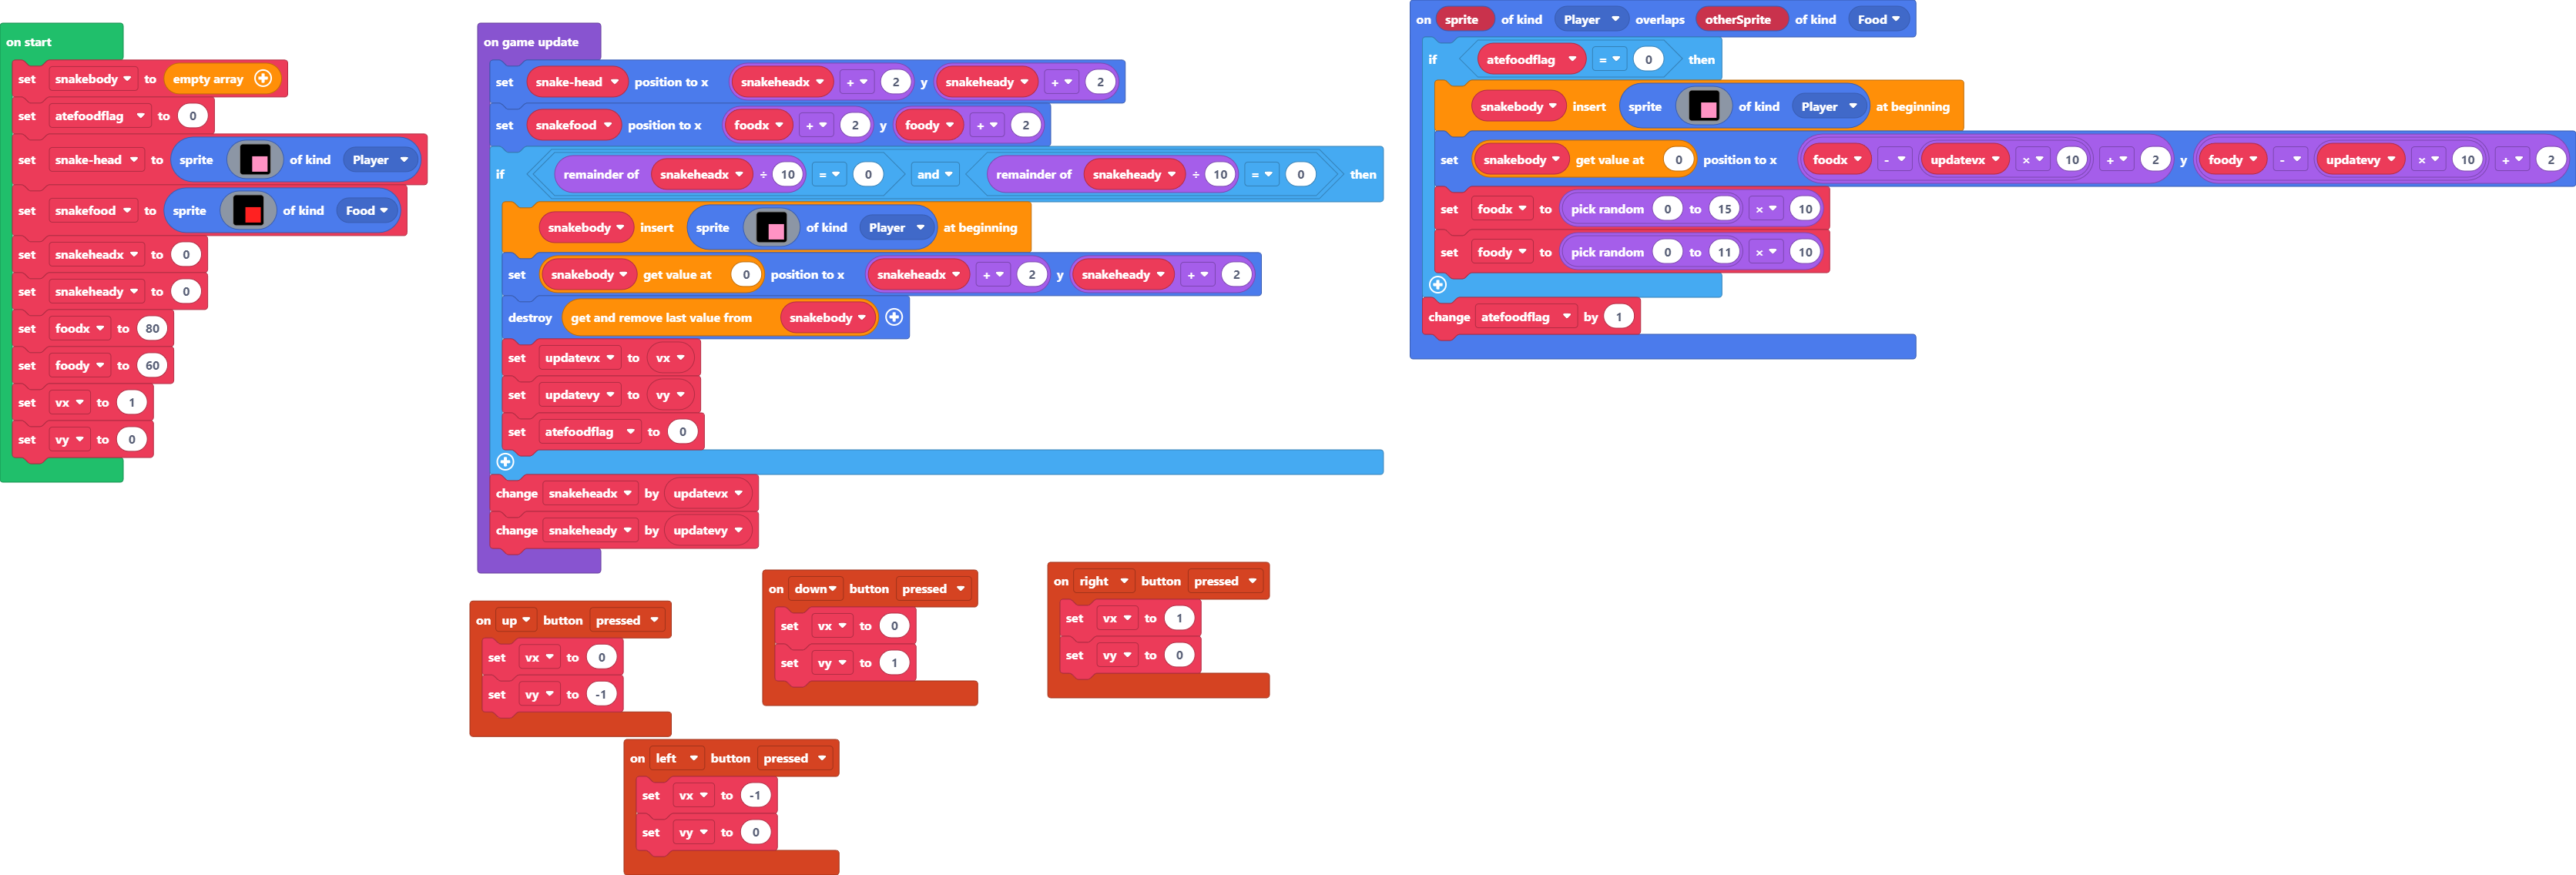 on start
set snakebody to empty array
set atefoodflag to 0
set snake-head to sprite of kind Player
set snakefood to sprite of kind Food
set snakeheadx to 0
set snakeheady to 0
set foodx to 80
set foody to 60
set vx to 1
set vy to 0
on game update
set snake-head position to x snakeheadx + 2 y snakeheady + 2
set snakefood position to x foodx + 2 y foody + 2
if remainder of snakeheadx ÷ 10 = 0 and remainder of snakeheady ÷ 10 = 0 then
snakebody insert sprite of kind Player at beginning
set snakebody get value at 0 position to x snakeheadx + 2 y snakeheady + 2
destroy get and remove last value from snakebody
set updatevx to vx
set updatevy to vy
set atefoodflag to 0
change snakeheadx by updatevx
change snakeheady by updatevy
on sprite of kind Player overlaps otherSprite of kind Food
if atefoodflag = 0 then
snakebody insert sprite of kind Player at beginning
set snakebody get value at 0 position to x foodx - updatevx × 10 + 2 y foody - updatevy × 10 + 2
set foodx to pick random 0 to 15 × 10
set foody to pick random 0 to 11 × 10
change atefoodflag by 1
on up button pressed
set vx to 0
set vy to -1
on down button pressed
set vx to 0
set vy to 1
on right button pressed
set vx to 1
set vy to 0
on left button pressed
set vx to -1
set vy to 0